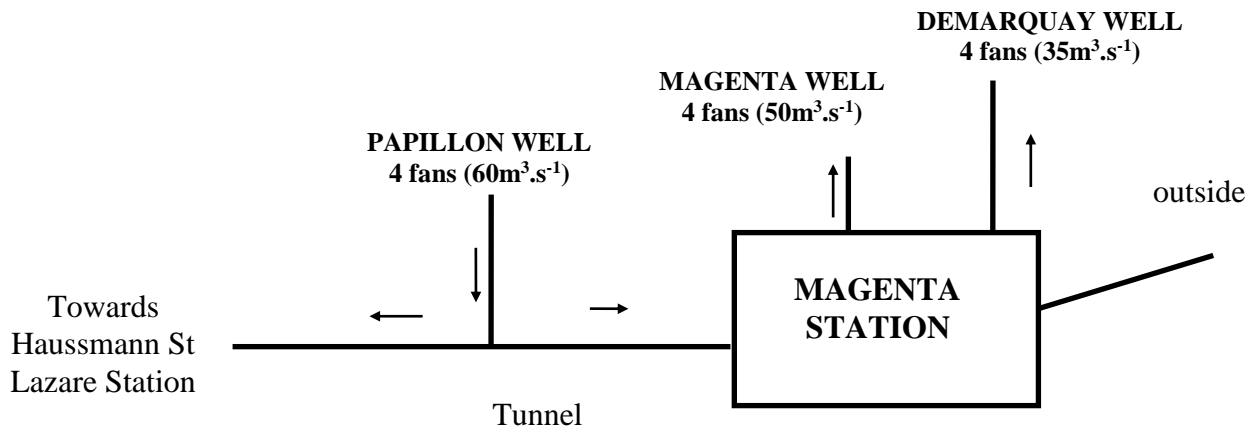 DEMARQUAY WELL
4 fans (35m³.s⁻¹)
MAGENTA WELL
4 fans (50m³.s⁻¹)
PAPILLON WELL
4 fans (60m³.s⁻¹)
outside
MAGENTA
STATION
Towards
Haussmann St
Lazare Station
Tunnel